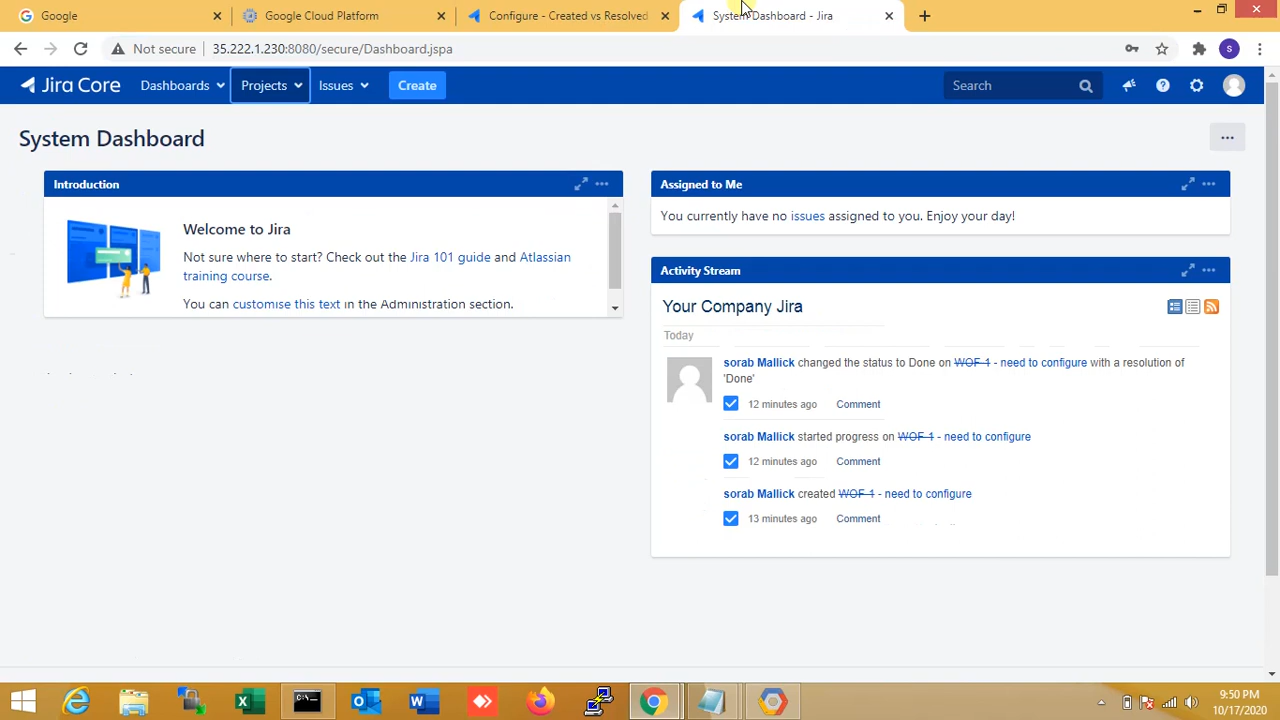 Google
Google Cloud Platform
Configure - Created vs Resolved
System Dashboard - Jira
Not secure
35.222.1.230:8080/secure/Dashboard.jspa
S
Jira Core
Dashboards
Projects
Issues
Create
Search
System Dashboard
Introduction
Welcome to Jira
Not sure where to start? Check out the Jira 101 guide and Atlassian
training course.
You can customise this text in the Administration section.
Assigned to Me
You currently have no issues assigned to you. Enjoy your day!
Activity Stream
Your Company Jira
Today
sorab Mallick changed the status to Done on WOF-1 - need to configure with a resolution of
'Done'
12 minutes ago Comment
sorab Mallick started progress on WOF-1 - need to configure
12 minutes ago Comment
sorab Mallick created WOF-1 - need to configure
13 minutes ago Comment
9:50 PM
10/17/2020